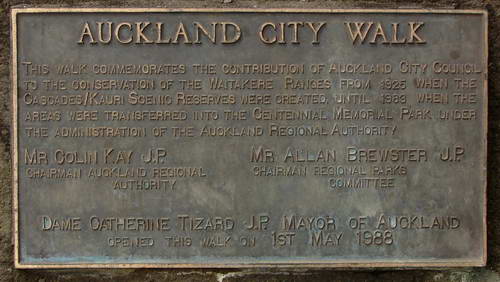 AUCKLAND CITY WALK
THIS WALK COMMEMORATES THE CONTRIBUTION OF AUCKLAND CITY COUNCIL
TO THE CONSERVATION OF THE WAITAKERE RANGES FROM 1925 WHEN THE
CASCADES/KAURI SCENIC RESERVES WERE CREATED, UNTIL 1983 WHEN THE
AREAS WERE TRANSFERRED INTO THE CENTENNIAL MEMORIAL PARK UNDER
THE ADMINISTRATION OF THE AUCKLAND REGIONAL AUTHORITY
MR COLIN KAY J.P. MR ALLAN BREWSTER J.P.
CHAIRMAN AUCKLAND REGIONAL CHAIRMAN REGIONAL PARKS
AUTHORITY COMMITTEE
DAME CATHERINE TIZARD J.P. MAYOR OF AUCKLAND
OPENED THIS WALK ON 1ST MAY 1988